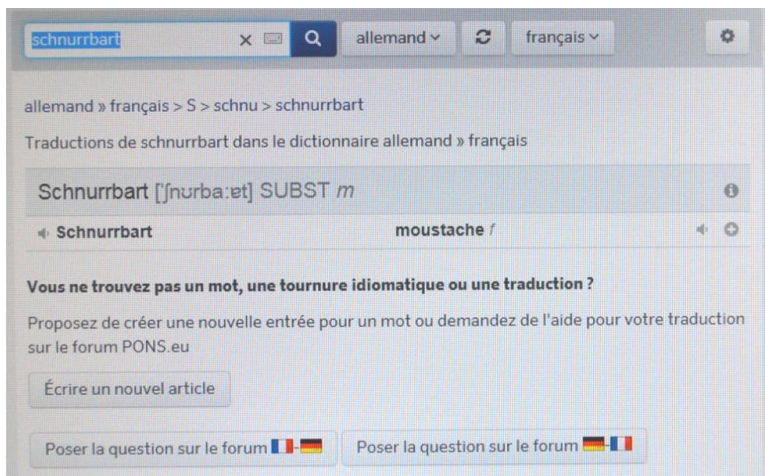 schnurrbart
allemand
français
allemand » français > S > schnu > schnurrbart
Traductions de schnurrbart dans le dictionnaire allemand » français
Schnurrbart [ˈʃnʊrbaːɐt] SUBST m
Schnurrbart moustache f
Vous ne trouvez pas un mot, une tournure idiomatique ou une traduction ?
Proposez de créer une nouvelle entrée pour un mot ou demandez de l'aide pour votre traduction
sur le forum PONS.eu
Écrire un nouvel article
Poser la question sur le forum - Poser la question sur le forum -